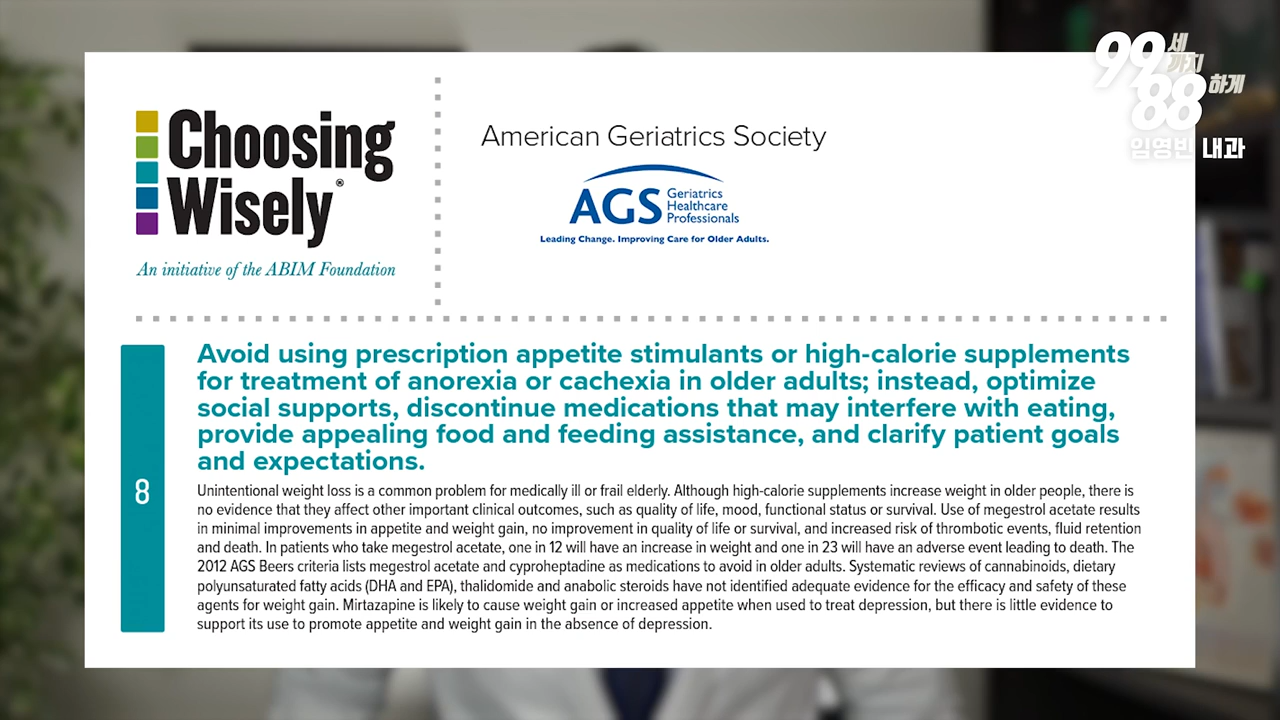 99세
까지
88하게
임영빈 내과
Choosing
Wisely®
An initiative of the ABIM Foundation
American Geriatrics Society
AGS
Geriatrics
Healthcare
Professionals
Leading Change. Improving Care for Older Adults.
8
Avoid using prescription appetite stimulants or high-calorie supplements
for treatment of anorexia or cachexia in older adults; instead, optimize
social supports, discontinue medications that may interfere with eating,
provide appealing food and feeding assistance, and clarify patient goals
and expectations.
Unintentional weight loss is a common problem for medically ill or frail elderly. Although high-calorie supplements increase weight in older people, there is
no evidence that they affect other important clinical outcomes, such as quality of life, mood, functional status or survival. Use of megestrol acetate results
in minimal improvements in appetite and weight gain, no improvement in quality of life or survival, and increased risk of thrombotic events, fluid retention
and death. In patients who take megestrol acetate, one in 12 will have an increase in weight and one in 23 will have an adverse event leading to death. The
2012 AGS Beers criteria lists megestrol acetate and cyproheptadine as medications to avoid in older adults. Systematic reviews of cannabinoids, dietary
polyunsaturated fatty acids (DHA and EPA), thalidomide and anabolic steroids have not identified adequate evidence for the efficacy and safety of these
agents for weight gain. Mirtazapine is likely to cause weight gain or increased appetite when used to treat depression, but there is little evidence to
support its use to promote appetite and weight gain in the absence of depression.